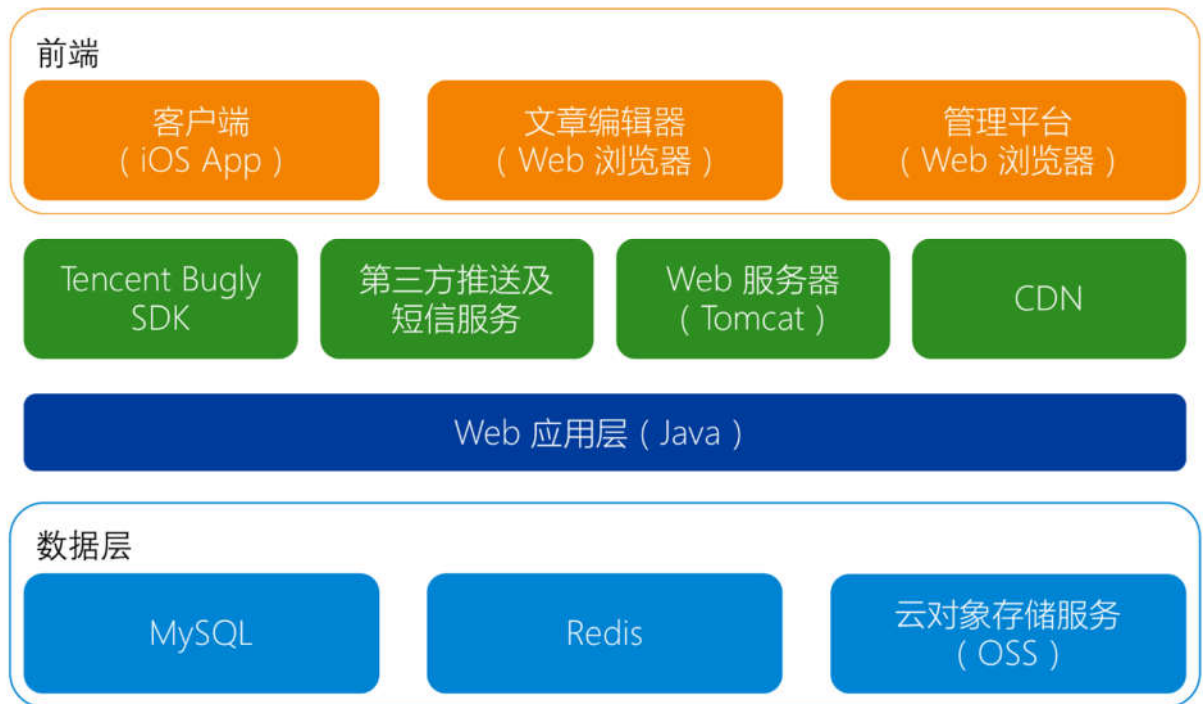 前端
客户端
（iOS App）
文章编辑器
（Web 浏览器）
管理平台
（Web 浏览器）
Tencent Bugly
SDK
第三方推送及
短信服务
Web 服务器
（Tomcat）
CDN
Web 应用层（Java）
数据层
MySQL
Redis
云对象存储服务
（OSS）